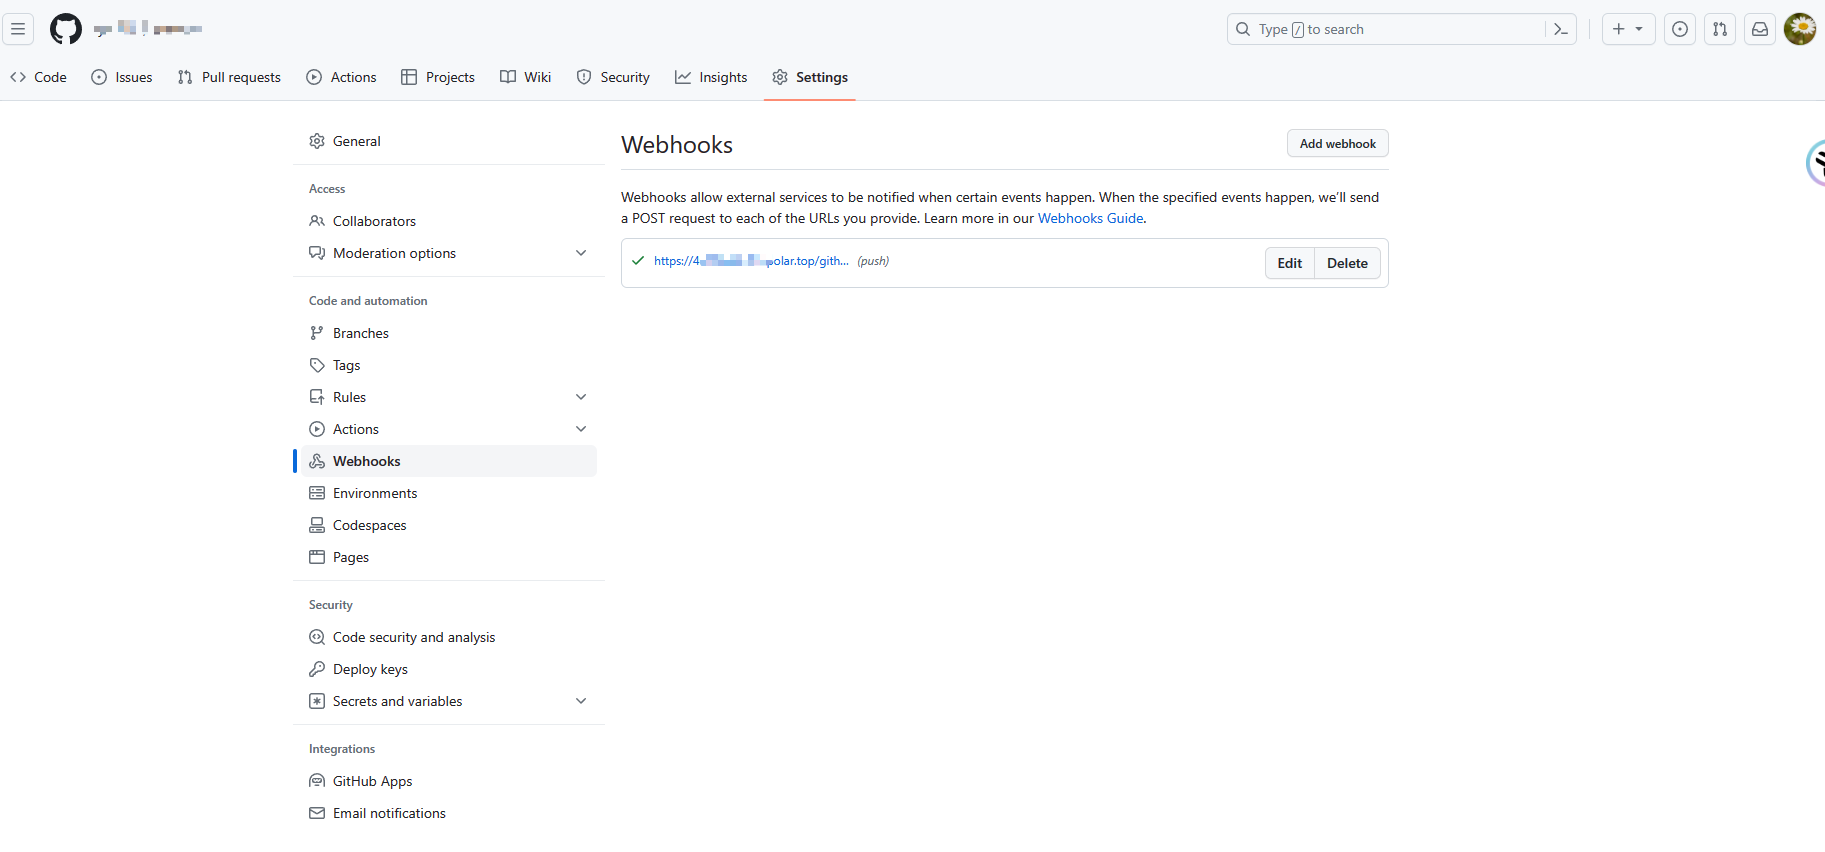 Type / to search
Code
Issues
Pull requests
Actions
Projects
Wiki
Security
Insights
Settings
General
Access
Collaborators
Moderation options
Code and automation
Branches
Tags
Rules
Actions
Webhooks
Environments
Codespaces
Pages
Security
Code security and analysis
Deploy keys
Secrets and variables
Integrations
GitHub Apps
Email notifications
Webhooks
Add webhook
Webhooks allow external services to be notified when certain events happen. When the specified events happen, we’ll send
a POST request to each of the URLs you provide. Learn more in our Webhooks Guide.
https://4 polar.top/gith... (push)
Edit
Delete